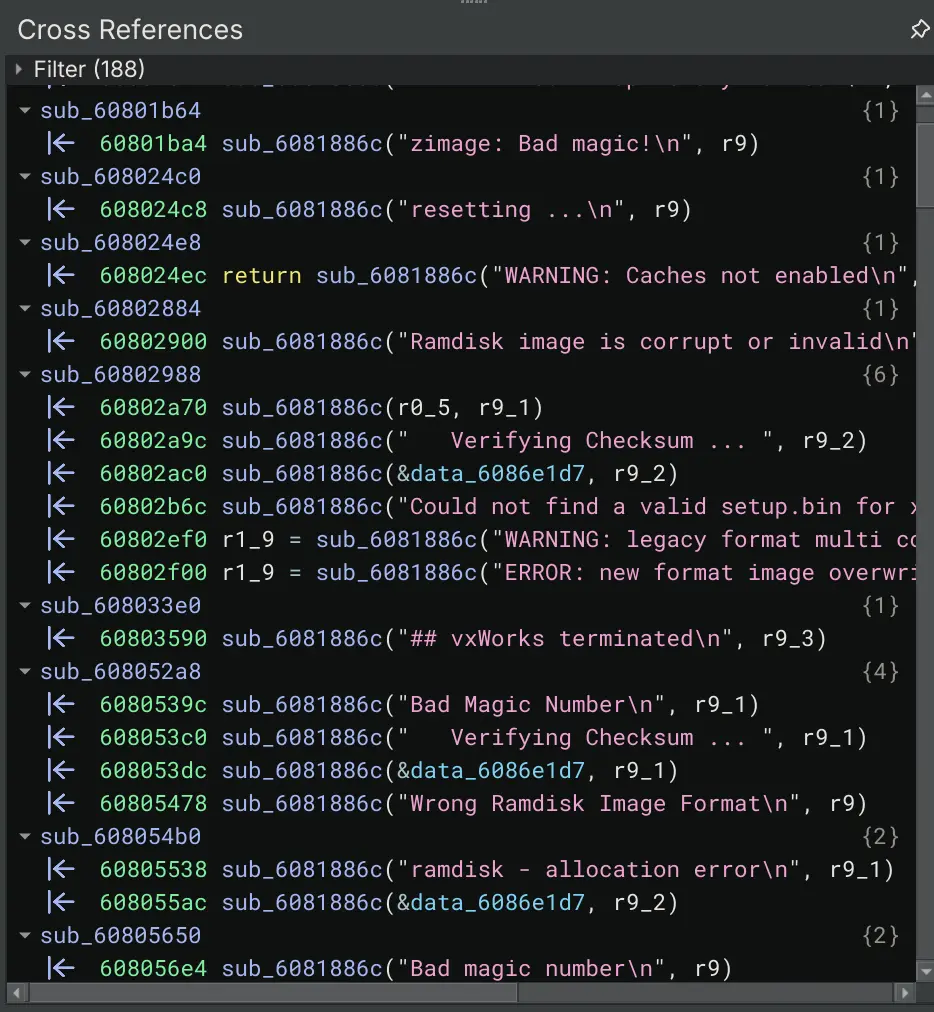 Cross References
Filter (188)
sub_60801b64 {1}
60801ba4 sub_6081886c("zimage: Bad magic!\n", r9)
sub_608024c0 {1}
608024c8 sub_6081886c("resetting ...\n", r9)
sub_608024e8 {1}
608024ec return sub_6081886c("WARNING: Caches not enabled\n",
sub_60802884 {1}
60802900 sub_6081886c("Ramdisk image is corrupt or invalid\n"
sub_60802988 {6}
60802a70 sub_6081886c(r0_5, r9_1)
60802a9c sub_6081886c("   Verifying Checksum ... ", r9_2)
60802ac0 sub_6081886c(&data_6086e1d7, r9_2)
60802b6c sub_6081886c("Could not find a valid setup.bin for
60802ef0 r1_9 = sub_6081886c("WARNING: legacy format multi co
60802f00 r1_9 = sub_6081886c("ERROR: new format image overwri
sub_608033e0 {1}
60803590 sub_6081886c("## vxWorks terminated\n", r9_3)
sub_608052a8 {4}
6080539c sub_6081886c("Bad Magic Number\n", r9_1)
608053c0 sub_6081886c("   Verifying Checksum ... ", r9_1)
608053dc sub_6081886c(&data_6086e1d7, r9_1)
60805478 sub_6081886c("Wrong Ramdisk Image Format\n", r9)
sub_608054b0 {2}
60805538 sub_6081886c("ramdisk - allocation error\n", r9_1)
608055ac sub_6081886c(&data_6086e1d7, r9_2)
sub_60805650 {2}
608056e4 sub_6081886c("Bad magic number\n", r9)